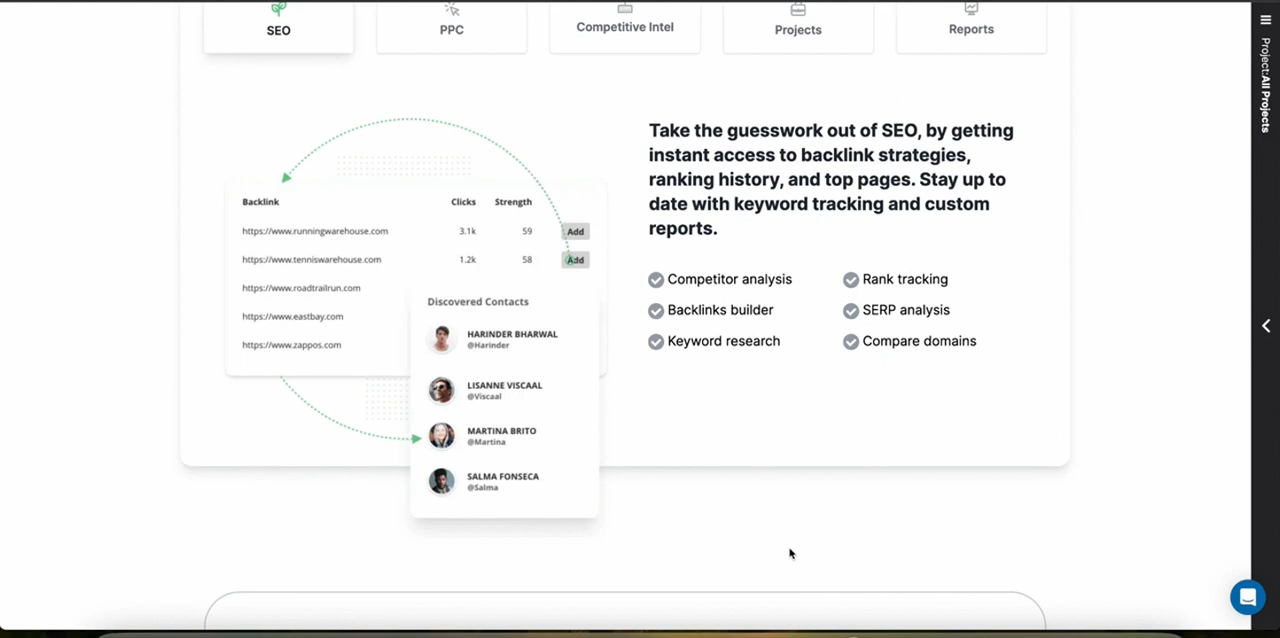 SEO
PPC
Competitive Intel
Projects
Reports
Take the guesswork out of SEO, by getting
instant access to backlink strategies,
ranking history, and top pages. Stay up to
date with keyword tracking and custom
reports.
Competitor analysis
Rank tracking
Backlinks builder
SERP analysis
Keyword research
Compare domains
Backlink Clicks Strength
https://www.runningwarehouse.com 3.1k 59 Add
https://www.tenniswarehouse.com 1.2k 58 Add
https://www.roadtrailrun.com
https://www.eastbay.com
https://www.zappos.com
Discovered Contacts
HARINDER BHARWAL
@Harinder
LISANNE VISCAAL
@Viscaal
MARTINA BRITO
@Martina
SALMA FONSECA
@Salma
Project:All Projects